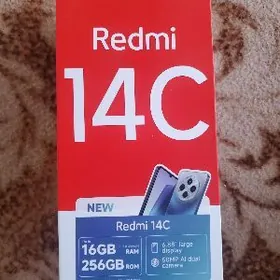 Redmi
14C
NEW
Redmi 14C
16GB RAM
256GB ROM
6.88" large
display
50MP AI dual
camera